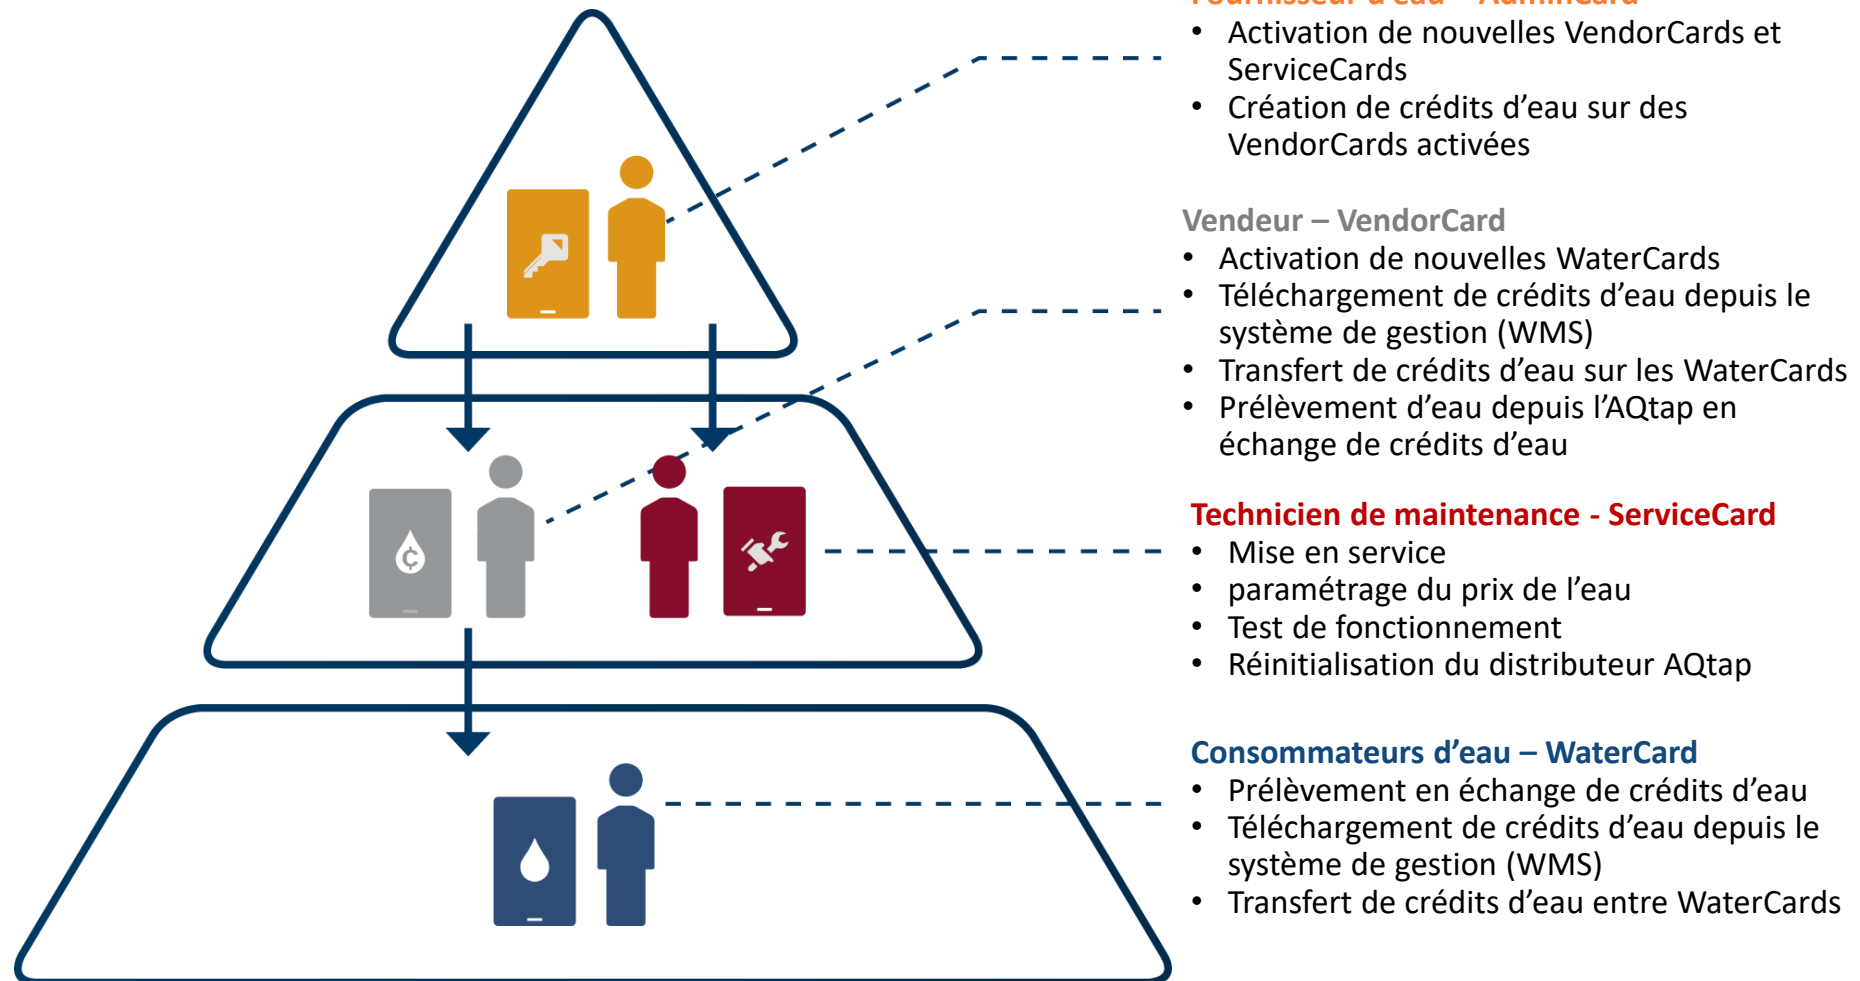 Fournisseur d'eau – AdminCard
• Activation de nouvelles VendorCards et
ServiceCards
• Création de crédits d’eau sur des
VendorCards activées
Vendeur – VendorCard
• Activation de nouvelles WaterCards
• Téléchargement de crédits d’eau depuis le
système de gestion (WMS)
• Transfert de crédits d’eau sur les WaterCards
• Prélèvement d’eau depuis l’AQtap en
échange de crédits d’eau
Technicien de maintenance - ServiceCard
• Mise en service
• paramétrage du prix de l’eau
• Test de fonctionnement
• Réinitialisation du distributeur AQtap
Consommateurs d’eau – WaterCard
• Prélèvement en échange de crédits d’eau
• Téléchargement de crédits d’eau depuis le
système de gestion (WMS)
• Transfert de crédits d’eau entre WaterCards